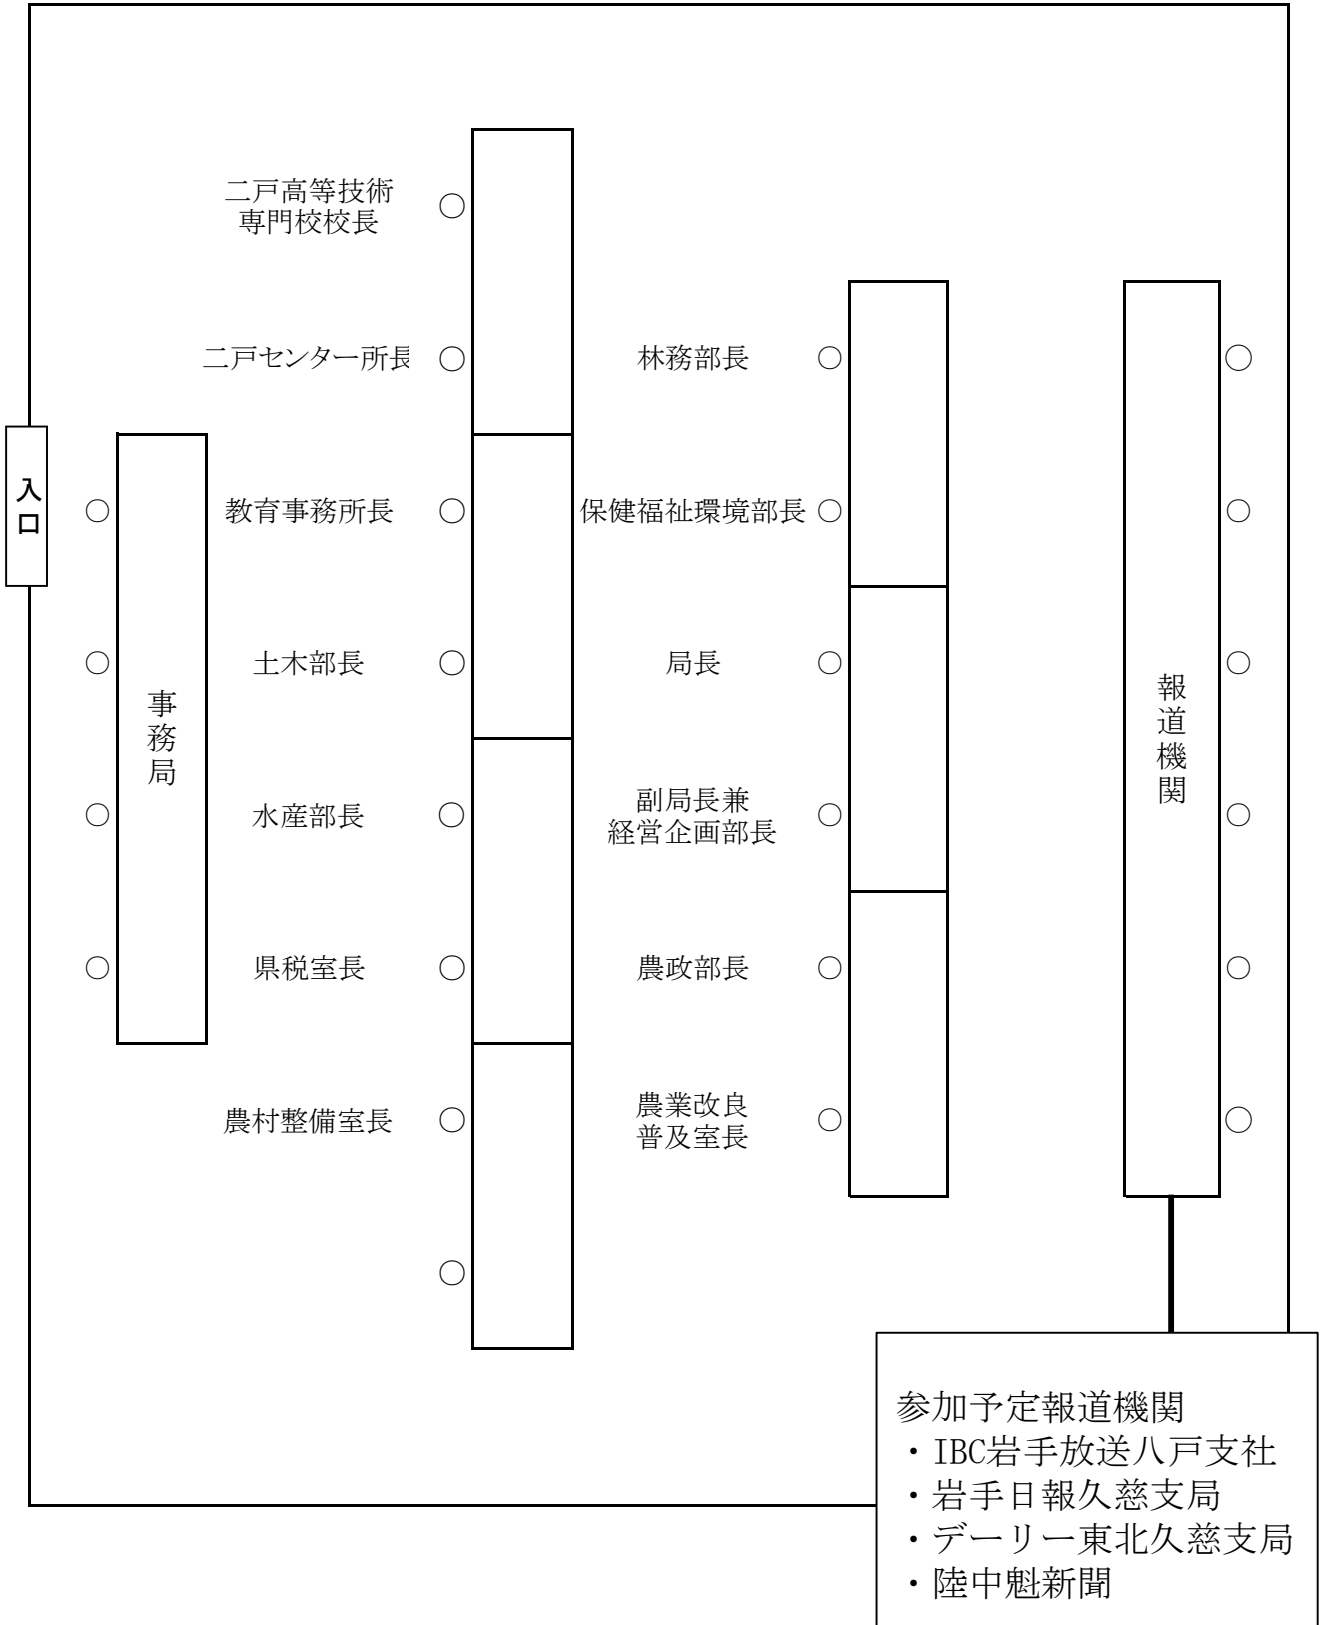 二戸高等技術
専門校校長
二戸センター所長
林務部長
入口
教育事務所長
保健福祉環境部長
土木部長
局長
事務局
報道機関
水産部長
副局長兼
経営企画部長
県税室長
農政部長
農村整備室長
農業改良
普及室長
参加予定報道機関
・IBC岩手放送八戸支社
・岩手日報久慈支局
・デーリー東北久慈支局
・陸中魁新聞